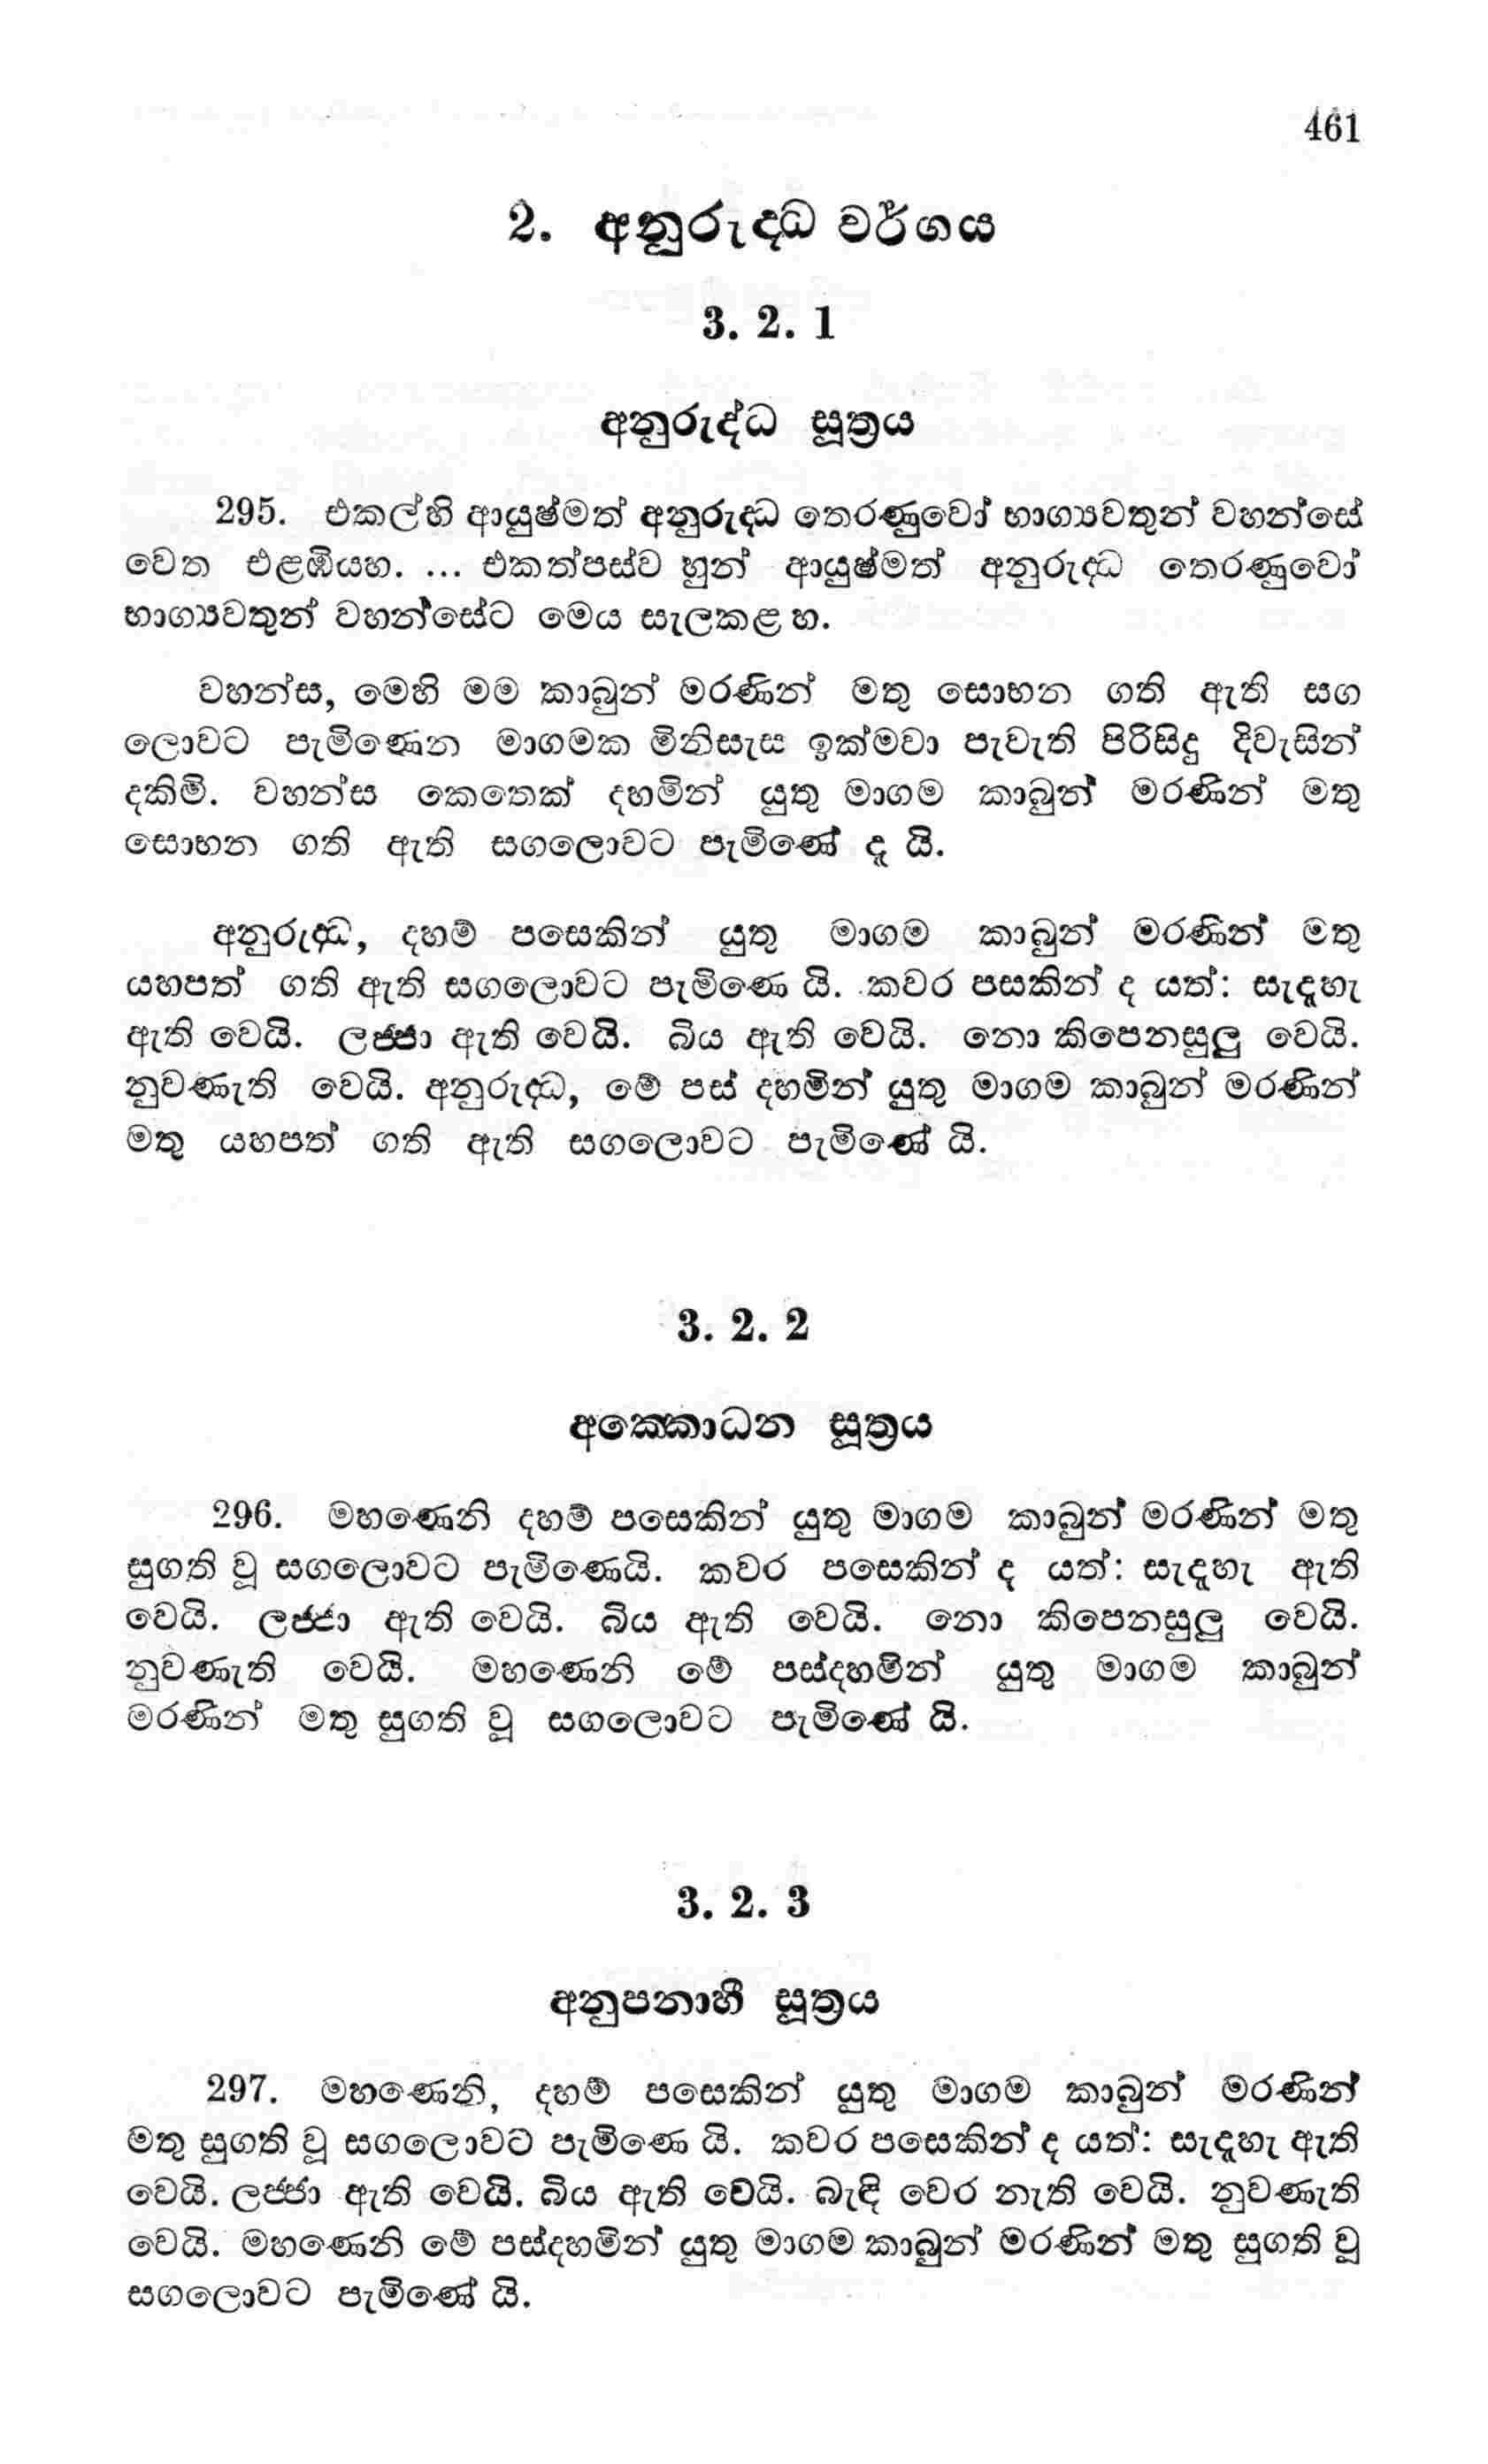 461
2. අනුරුද්ධ වර්ගය
3. 2. 1
අනුරුද්ධ සූත්‍රය
295. එකල්හි ආයුෂ්මත් අනුරුද්ධ තෙරණුවෝ භාග්‍යවතුන් වහන්සේ
වෙත එළඹියහ. ... එකත්පස්ව හුන් ආයුෂ්මත් අනුරුද්ධ තෙරණුවෝ
භාග්‍යවතුන් වහන්සේට මෙය සැලකළහ.
වහන්ස, මෙහි මම කාබුන් මරණින් මතු සොභන ගති ඇති සග
ලොවට පැමිණෙන මාගමක මිනිසැස ඉක්මවා පැවැති පිරිසිදු දිවැසින්
දකිමි. වහන්ස කෙතෙක් දහමින් යුතු මාගම කාබුන් මරණින් මතු
සොභන ගති ඇති සගලොවට පැමිණේ දැ යි.
අනුරුද්ධ, දහම් පසෙකින් යුතු මාගම කාබුන් මරණින් මතු
යහපත් ගති ඇති සගලොවට පැමිණෙ යි. කවර පසකින් ද යත්: සැදැහැ
ඇති වෙයි. ලජ්ජා ඇති වෙයි. බිය ඇති වෙයි. නො කිපෙනසුලු වෙයි.
නුවණැති වෙයි. අනුරුද්ධ, මේ පස් දහමින් යුතු මාගම කාබුන් මරණින්
මතු යහපත් ගති ඇති සගලොවට පැමිණේ යි.
3. 2. 2
අක්කොධන සූත්‍රය
296. මහණෙනි දහම් පසෙකින් යුතු මාගම කාබුන් මරණින් මතු
සුගති වූ සගලොවට පැමිණෙයි. කවර පසෙකින් ද යත්: සැදැහැ ඇති
වෙයි. ලජ්ජා ඇති වෙයි. බිය ඇති වෙයි. නො කිපෙනසුලු වෙයි.
නුවණැති වෙයි. මහණෙනි මේ පස්දහමින් යුතු මාගම කාබුන්
මරණින් මතු සුගති වූ සගලොවට පැමිණේ යි.
3. 2. 3
අනුපනාහී සූත්‍රය
297. මහණෙනි, දහම් පසෙකින් යුතු මාගම කාබුන් මරණින්
මතු සුගති වූ සගලොවට පැමිණෙ යි. කවර පසෙකින් ද යත්: සැදැහැ ඇති
වෙයි. ලජ්ජා ඇති වෙයි. බිය ඇති වෙයි. බැඳි වෙර නැති වෙයි. නුවණැති
වෙයි. මහණෙනි මේ පස්දහමින් යුතු මාගම කාබුන් මරණින් මතු සුගති වූ
සගලොවට පැමිණේ යි.